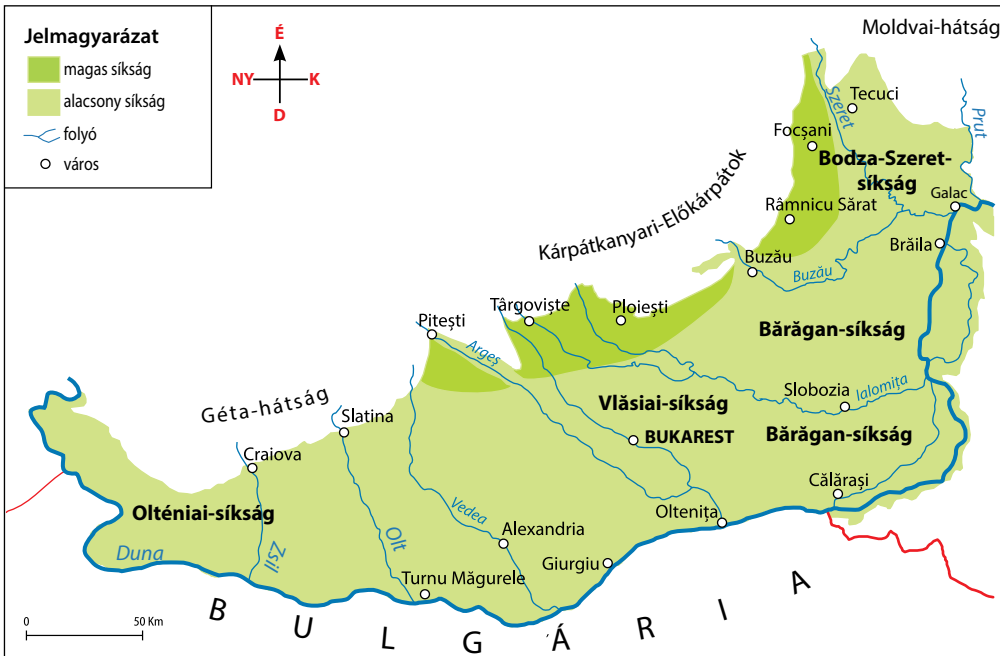 Jelmagyarázat
magas síkság
alacsony síkság
folyó
város
É
NY
K
D
Moldvai-hátság
Tecuci
Szeret
Prut
Focșani
Bodza-Szeret-
síkság
Kárpátkanyari-Előkárpátok
Râmnicu Sărat
Galac
Brăila
Buzău
Buzău
Târgoviște
Ploiești
Pitești
Argeș
Bărăgan-síkság
Ialomița
Slobozia
Géta-hátság
Slatina
Vlăsiai-síkság
BUKAREST
Bărăgan-síkság
Craiova
Călărași
Olténiai-síkság
Vedea
Oltenița
Alexandria
Duna
Zsil
Olt
Giurgiu
Turnu Măgurele
BULGÁRIA
0
50 Km